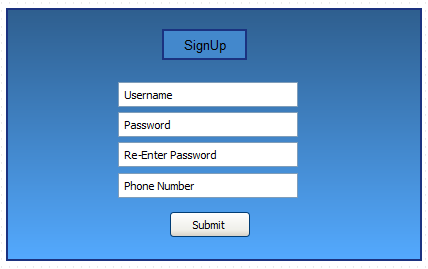 SignUp
Username
Password
Re-Enter Password
Phone Number
Submit